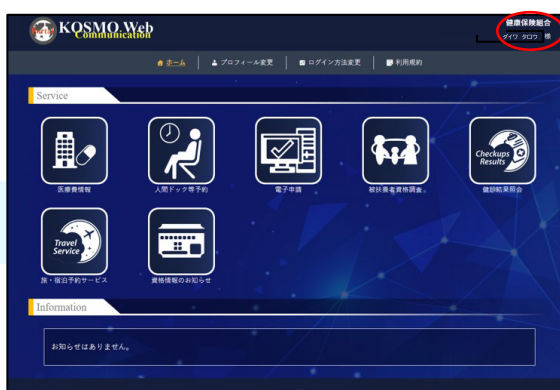 KOSMO Web
Communication
健康保険組合
ダイワ タロウ 様
ホーム
プロフィール変更
ログイン方法変更
利用規約
Service
医療費情報
人間ドック等予約
電子申請
被扶養者資格調査。
Checkups
Results
健診結果照会
Travel
Service
旅・宿泊予約サービス
資格情報のお知らせ
Information
お知らせはありません。